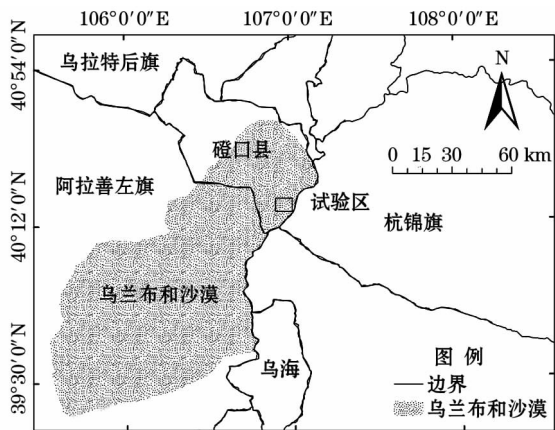 106°0′0″E 107°0′0″E 108°0′0″E
40°54′0″N
40°12′0″N
39°30′0″N
乌拉特后旗
N
磴口县
0 15 30 60 km
阿拉善左旗
试验区
杭锦旗
乌兰布和沙漠
乌海
图 例
边界
乌兰布和沙漠